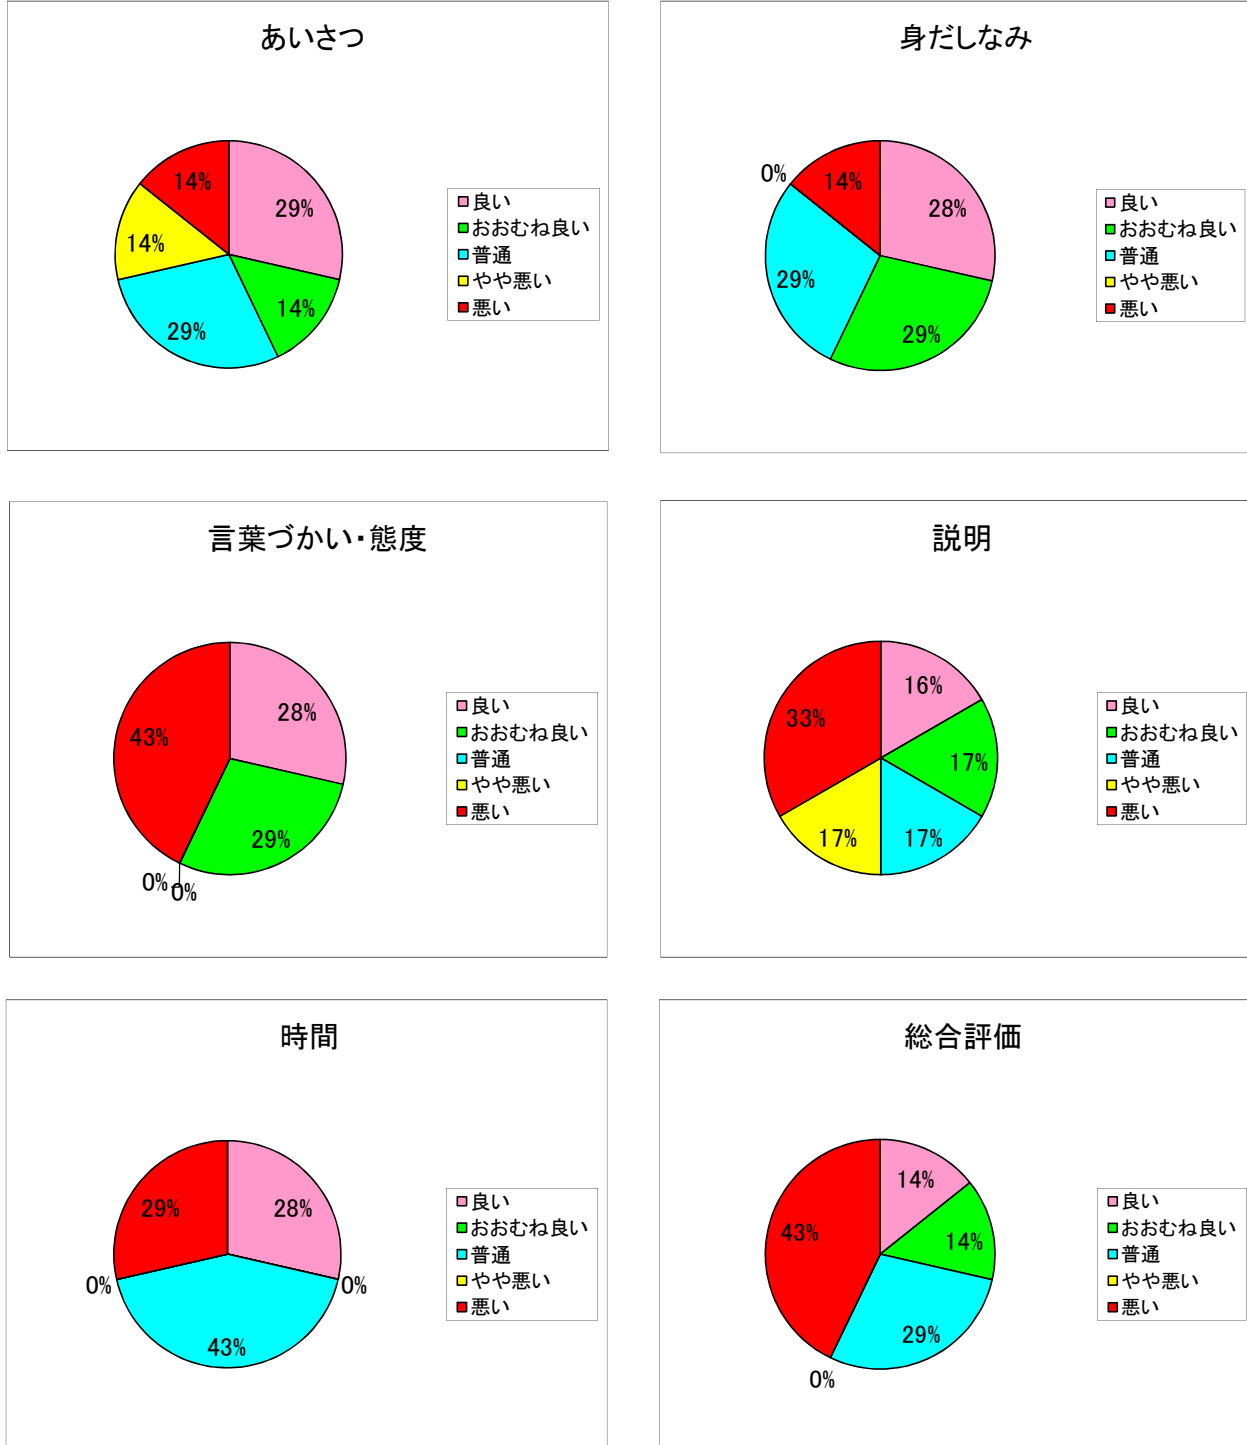 あいさつ
29%
14%
29%
14%
14%
良い
おおむね良い
普通
やや悪い
悪い
身だしなみ
28%
29%
29%
0%
14%
良い
おおむね良い
普通
やや悪い
悪い
言葉づかい・態度
28%
29%
0%
0%
43%
良い
おおむね良い
普通
やや悪い
悪い
説明
16%
17%
17%
17%
33%
良い
おおむね良い
普通
やや悪い
悪い
時間
28%
0%
43%
0%
29%
良い
おおむね良い
普通
やや悪い
悪い
総合評価
14%
14%
29%
0%
43%
良い
おおむね良い
普通
やや悪い
悪い